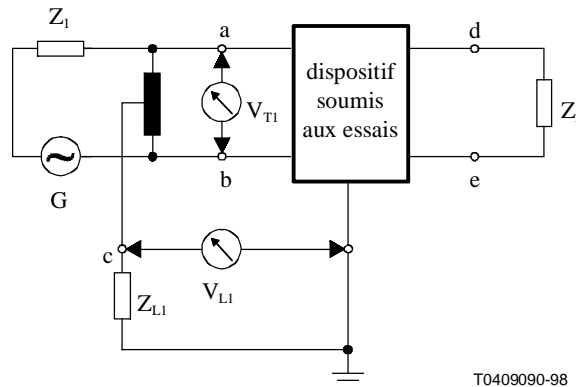 Z1
a
d
dispositif
soumis
aux essais
VT1
Z
G
b
e
c
VL1
ZL1
T0409090-98